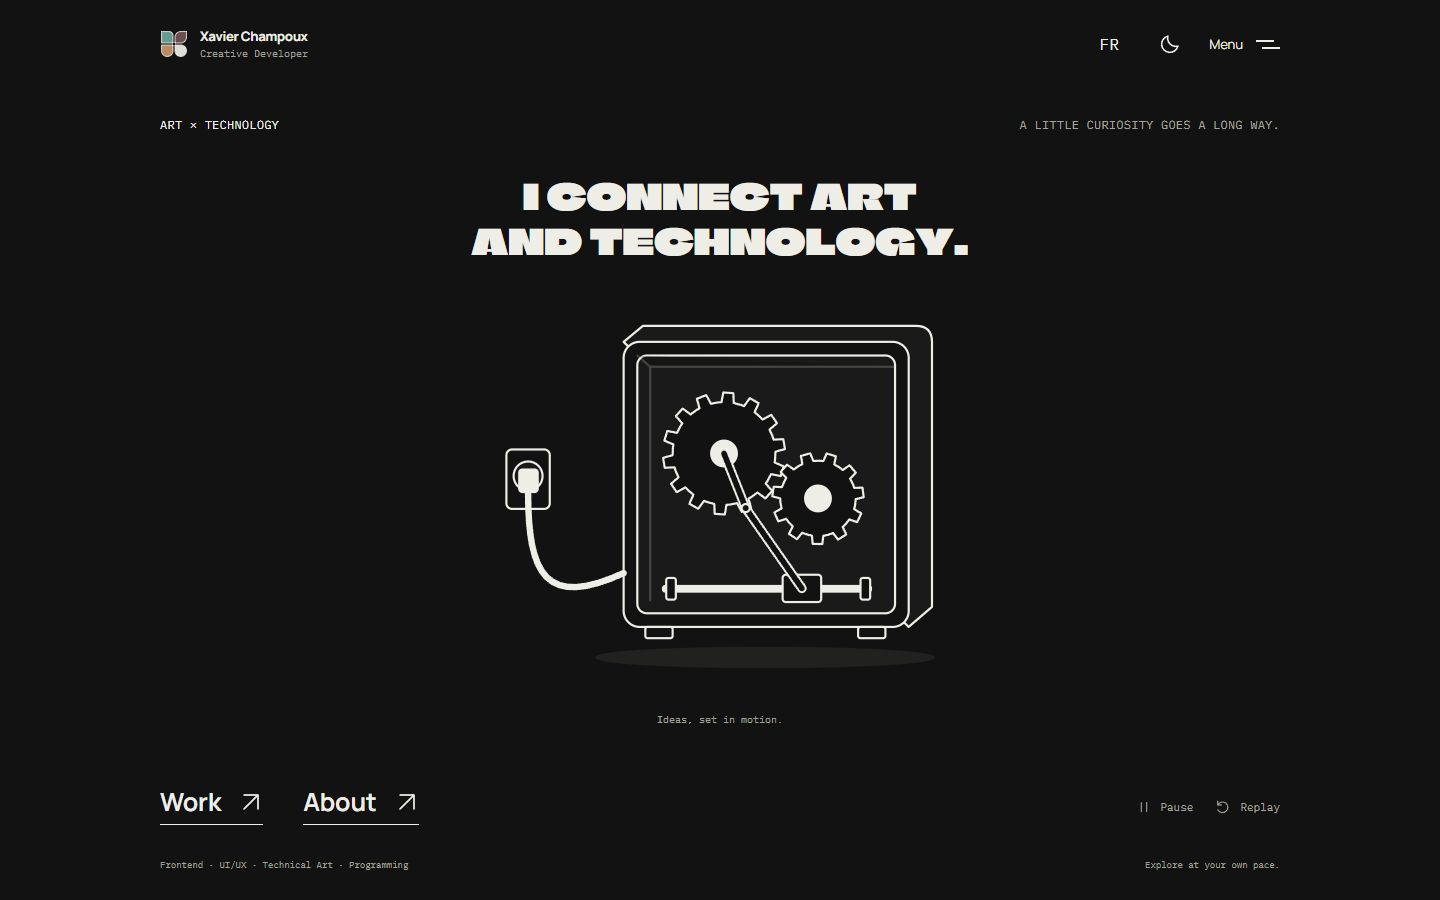 Xavier Champoux
Creative Developer
FR
Menu
ART × TECHNOLOGY
A LITTLE CURIOSITY GOES A LONG WAY.
I CONNECT ART
AND TECHNOLOGY.
Ideas, set in motion.
Work
About
Pause
Replay
Frontend · UI/UX · Technical Art · Programming
Explore at your own pace.